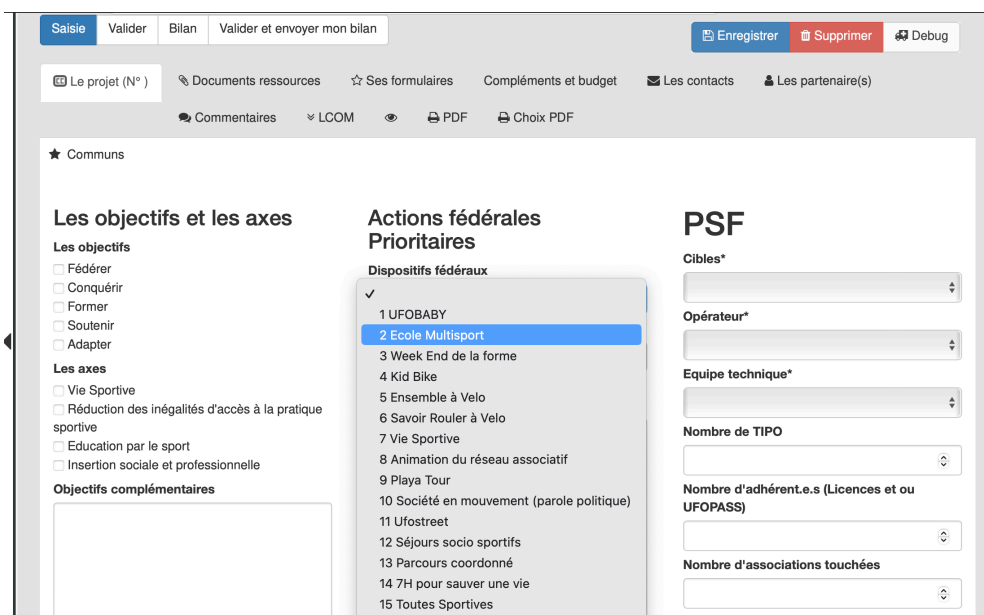 Saisie
Valider
Bilan
Valider et envoyer mon bilan
Enregistrer
Supprimer
Debug
Le projet (N° )
Documents ressources
Ses formulaires
Compléments et budget
Les contacts
Les partenaire(s)
Commentaires
LCOM
PDF
Choix PDF
Communs
Les objectifs et les axes
Les objectifs
Fédérer
Conquérir
Former
Soutenir
Adapter
Les axes
Vie Sportive
Réduction des inégalités d'accès à la pratique
sportive
Education par le sport
Insertion sociale et professionnelle
Objectifs complémentaires
Actions fédérales
Prioritaires
Dispositifs fédéraux
1 UFOBABY
2 Ecole Multisport
3 Week End de la forme
4 Kid Bike
5 Ensemble à Velo
6 Savoir Rouler à Velo
7 Vie Sportive
8 Animation du réseau associatif
9 Playa Tour
10 Société en mouvement (parole politique)
11 Ufostreet
12 Séjours socio sportifs
13 Parcours coordonné
14 7H pour sauver une vie
15 Toutes Sportives
PSF
Cibles*
Opérateur*
Equipe technique*
Nombre de TIPO
Nombre d'adhérent.e.s (Licences et ou
UFOPASS)
Nombre d'associations touchées